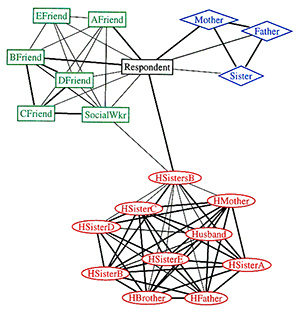 EFriend
AFriend
Mother
Father
BFriend
Respondent
DFriend
Sister
CFriend
SocialWkr
HSistersB
HMother
HSisterC
HSisterD
Husband
HSisterE
HSisterB
HSisterA
HBrother
HFather